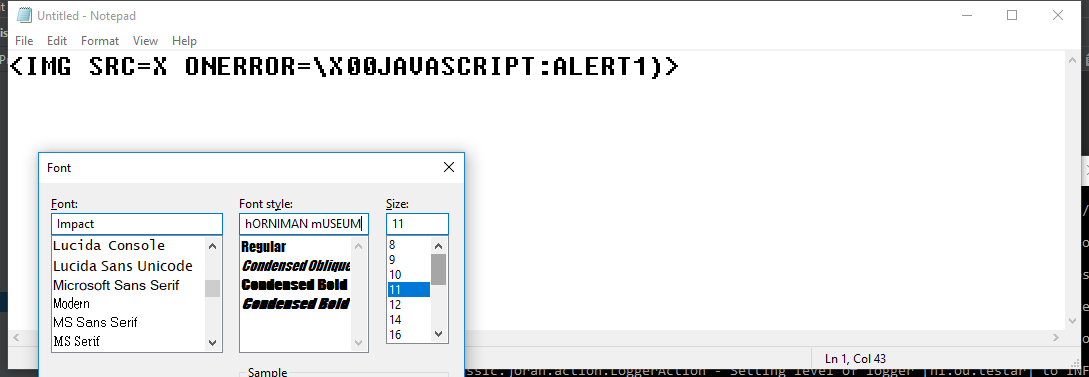 Untitled - Notepad
File Edit Format View Help
<IMG SRC=X ONERROR=\X00JAVASCRIPT:ALERT1)>
Font
Font: Font style: Size:
Impact hORNIMAN mUSEUM 11
Lucida Console Regular 8
Lucida Sans Unicode Condensed Oblique 9
Microsoft Sans Serif Condensed Bold 10
Modern Condensed Bold 11
MS Sans Serif 12
MS Serif 14
16
Ln 1, Col 43
Sample
ssic.joran.action.LoggerAction - Setting level of logger [nl.ou.testar] to INF